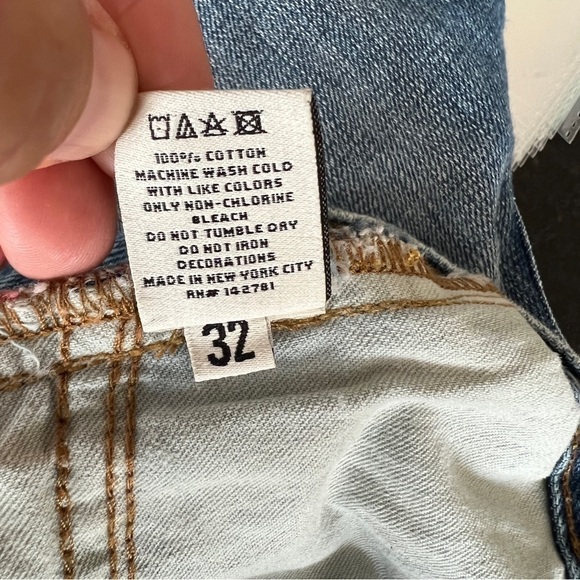 100% COTTON
MACHINE WASH COLD
WITH LIKE COLORS
ONLY NON-CHLORINE
BLEACH
DO NOT TUMBLE DRY
DO NOT IRON
DECORATIONS
MADE IN NEW YORK CITY
RN# 142781
32